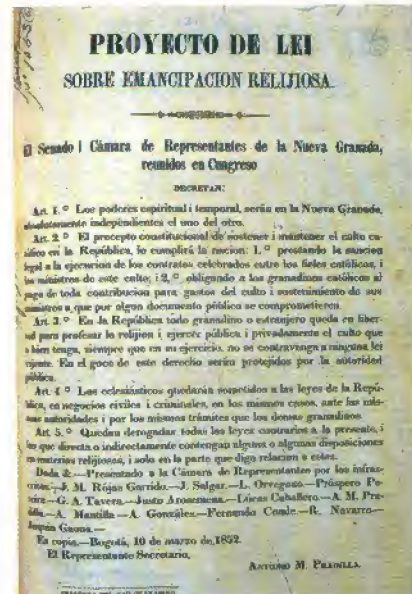 PROYECTO DE LEI
SOBRE EMANCIPACION RELIJIOSA.
El Senado i Cámara de Representantes de la Nueva Granada,
reunidos en Congreso
DECRETAN:
Art. 1.° Los poderes espiritual i temporal, serán en la Nueva Granada,
absolutamente independientes el uno del otro.
Art. 2.° El precepto constitucional de sostener i mantener el culto ca-
tólico en la República, lo cumplirá la nacion: 1.° prestando la sancion
legal a la ejecucion de los contratos celebrados entre los fieles católicos, i
los ministros de este culto; i 2.° obligando a los granadinos católicos al
pago de toda contribucion para gastos del culto i sostenimiento de sus
ministros a que por algun documento público se comprometieren.
Art. 3.° En la República todo granadino o estranjero queda en liber-
tad para profesar la relijion i ejercer pública i privadamente el culto que
a bien tenga, siempre que en su ejercicio, no se contravenga a ninguna lei
vijente. En el goce de este derecho serán protejidos por la autoridad
pública.
Art. 4.° Los eclesiásticos quedarán sometidos a las leyes de la Repú-
blica, en negocios civiles i criminales, en los mismos casos, ante las mis-
mas autoridades i por los mismos trámites que los demas granadinos.
Art. 5.° Quedan derogadas todas las leyes contrarias a la presente, i
las que directa o indirectamente contengan alguna o algunas disposiciones
en materias relijiosas, i solo en la parte que diga relacion a estas.
Dada &.—Presentado a la Cámara de Representantes por los infras-
critos.—J. M. Rójas Garrido.—J. Salgar.—L. Orregoso.—Próspero Pe-
reira.—G. A. Tavera.—Justo Arosemena.—Lúcas Caballero.—A. M. Pra-
dilla.—A. Mantilla.—A. González.—Fernando Conde.—R. Navarro.—
Joaquin Gaona.—
Es copia.—Bogotá, 10 de marzo de 1852.
El Representante Secretario,
ANTONIO M. PRADILLA.